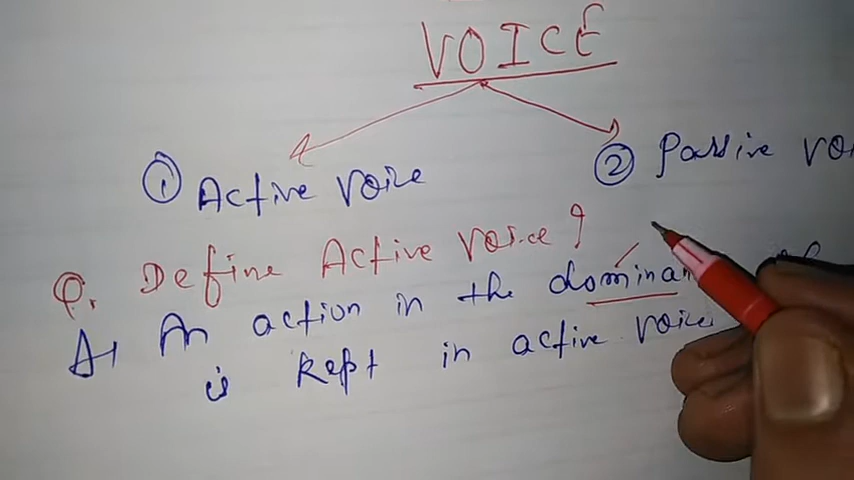 VOICE
① Active voice
② Passive vo
Q. Define Active voice?
A An action in the dominan
is kept in active voice